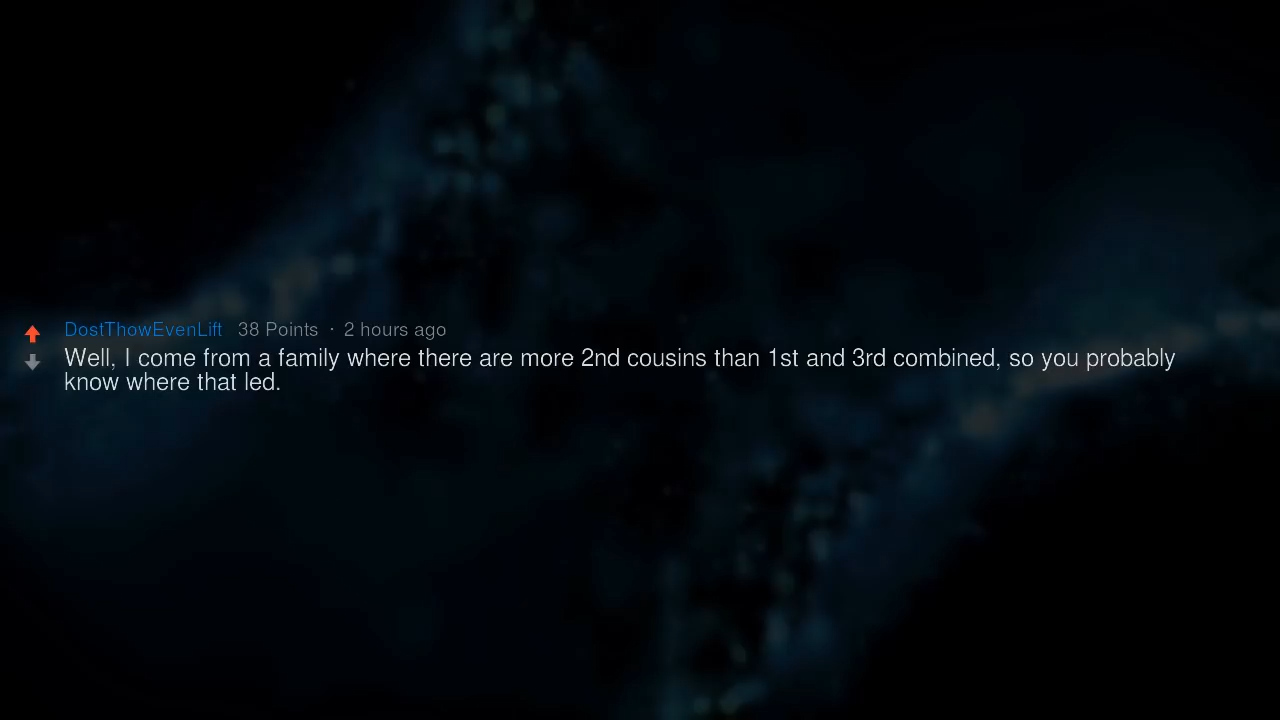 DostThowEvenLift 38 Points · 2 hours ago
Well, I come from a family where there are more 2nd cousins than 1st and 3rd combined, so you probably
know where that led.